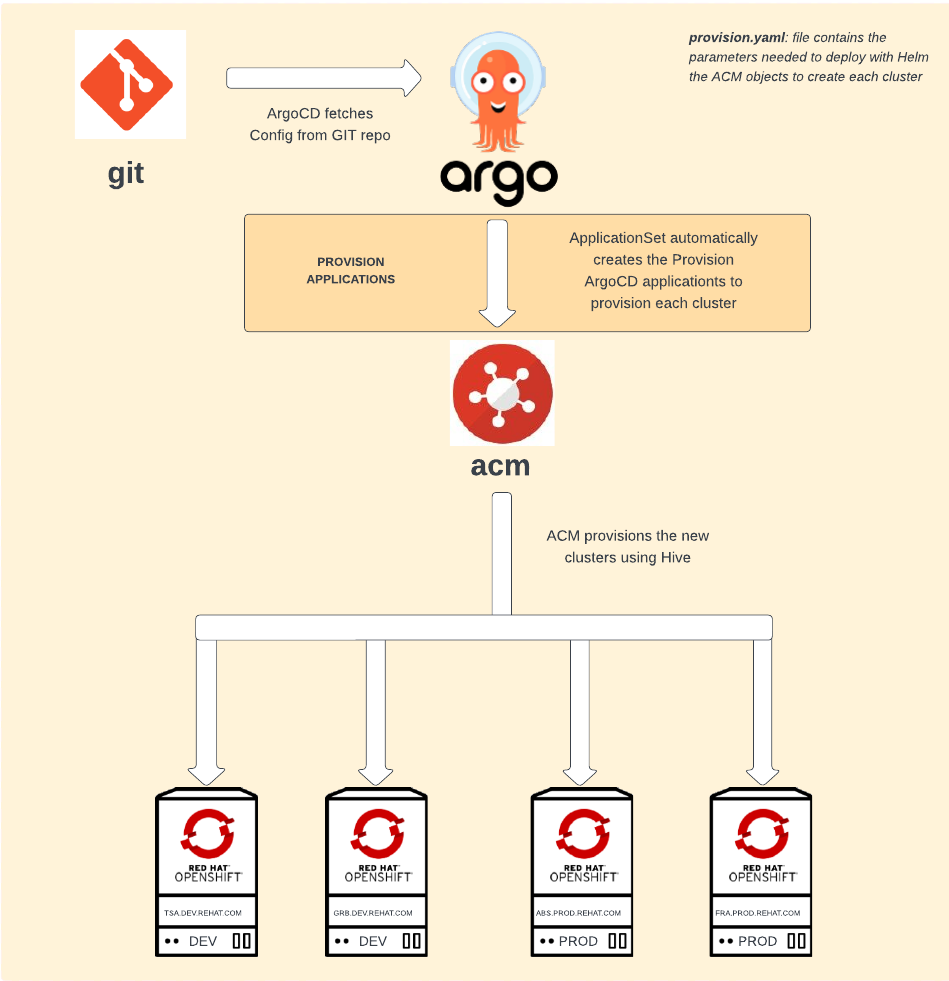 provision.yaml: file contains the
parameters needed to deploy with Helm
the ACM objects to create each cluster
ArgoCD fetches
Config from GIT repo
git
argo
PROVISION
APPLICATIONS
ApplicationSet automatically
creates the Provision
ArgoCD applicationts to
provision each cluster
acm
ACM provisions the new
clusters using Hive
RED HAT
OPENSHIFT
TSA.DEV.REHAT.COM
DEV
RED HAT
OPENSHIFT
GRB.DEV.REHAT.COM
DEV
RED HAT
OPENSHIFT
ABS.PROD.REHAT.COM
PROD
RED HAT
OPENSHIFT
FRA.PROD.REHAT.COM
PROD